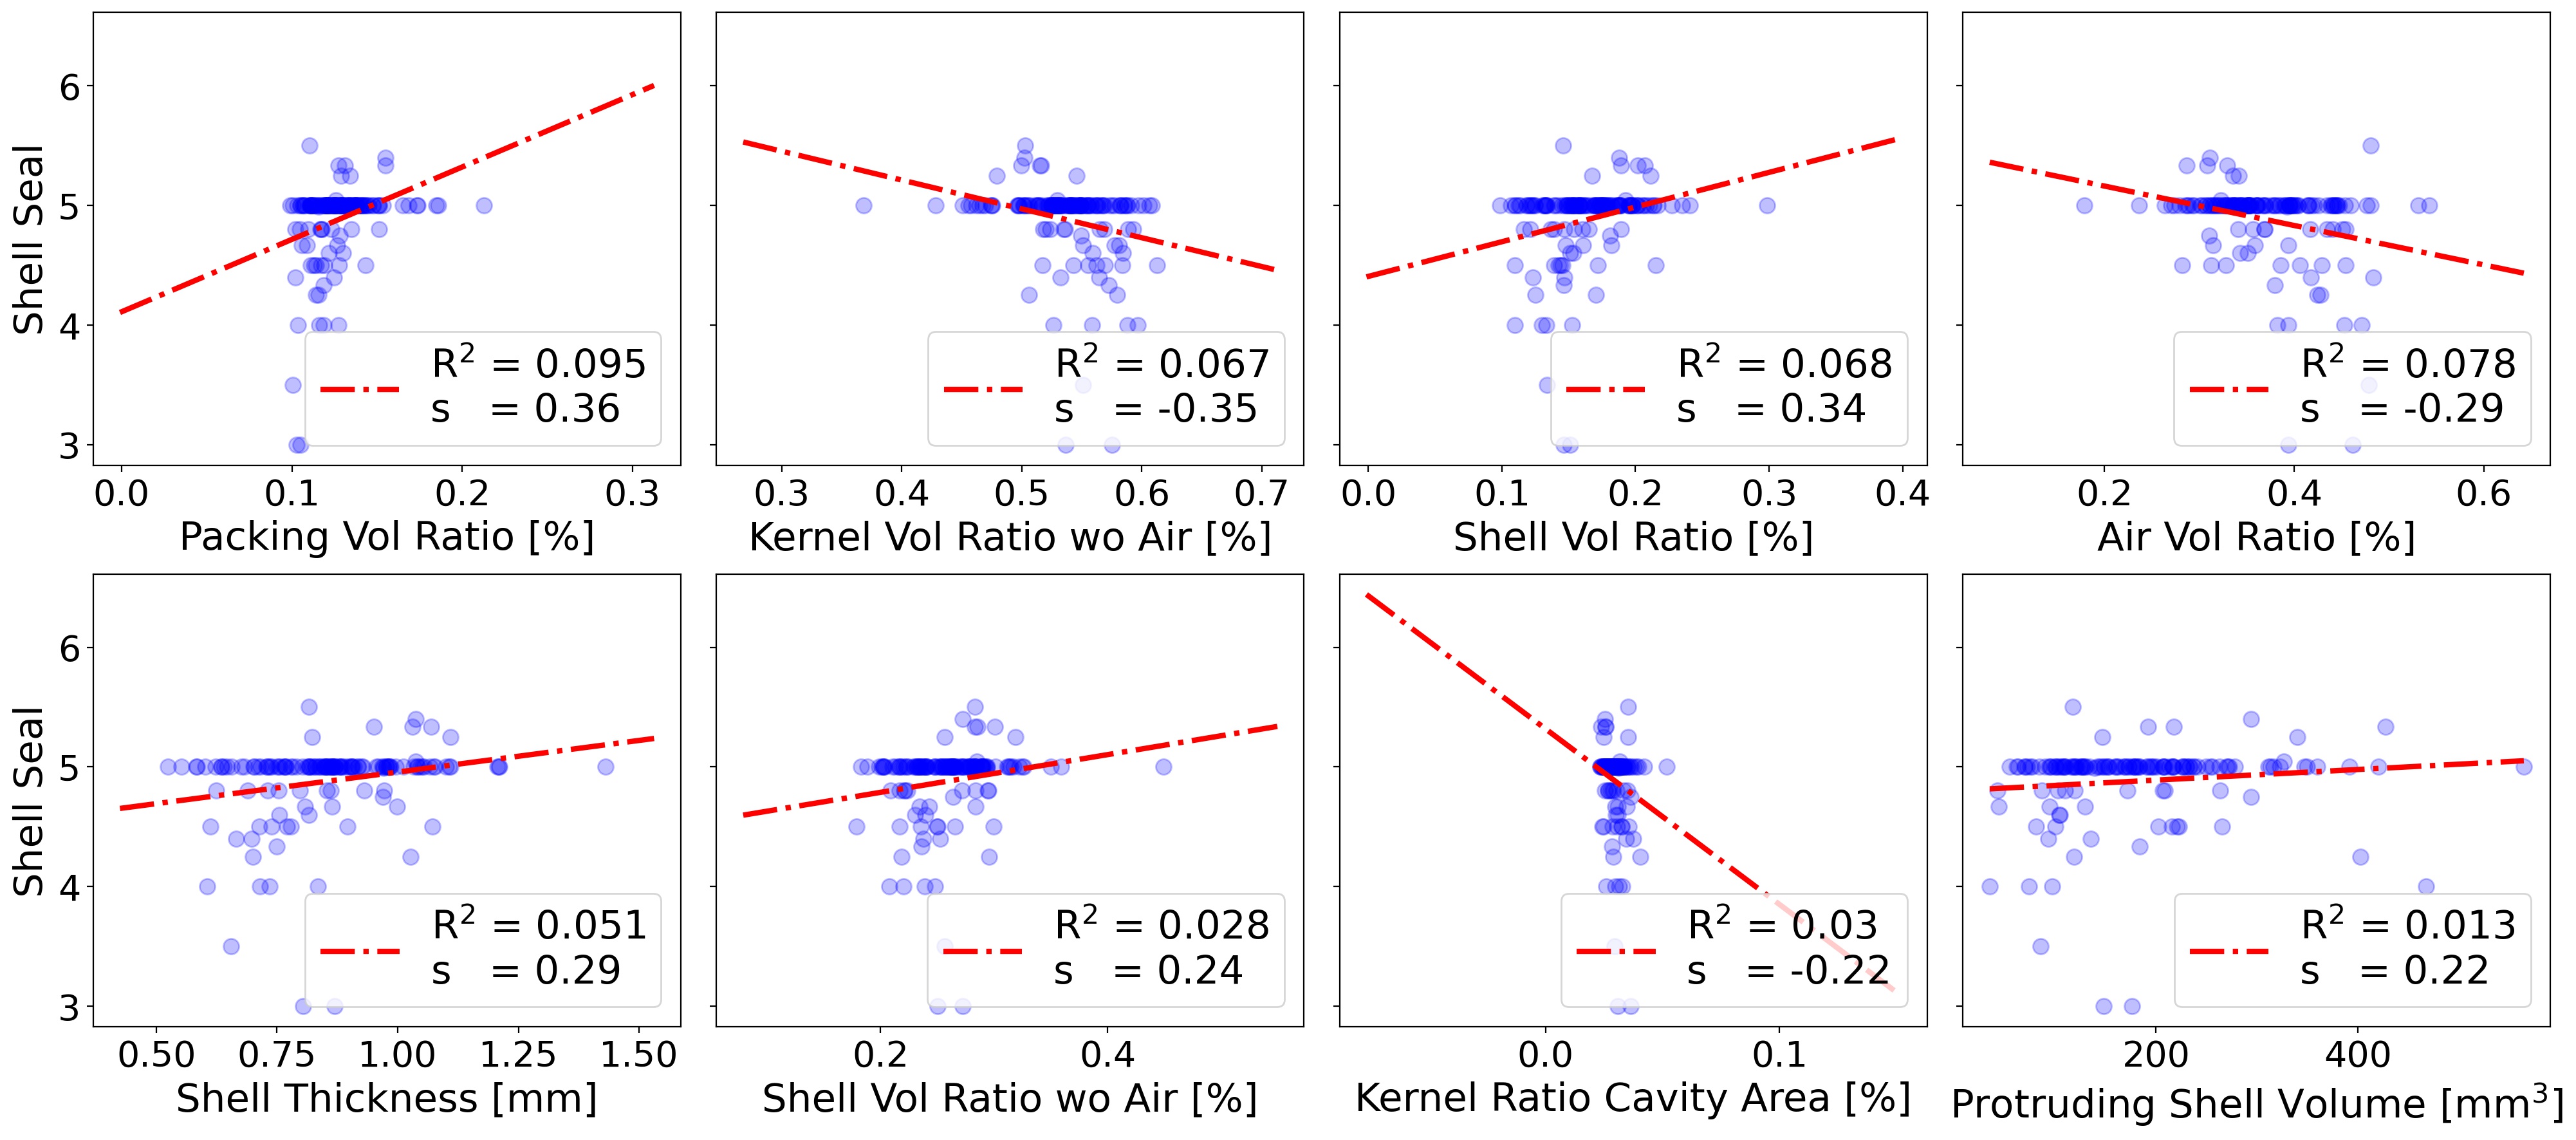 Shell Seal
6
5
4
3
R² = 0.095
s = 0.36
0.0 0.1 0.2 0.3
Packing Vol Ratio [%]
R² = 0.067
s = -0.35
0.3 0.4 0.5 0.6 0.7
Kernel Vol Ratio wo Air [%]
R² = 0.068
s = 0.34
0.0 0.1 0.2 0.3 0.4
Shell Vol Ratio [%]
R² = 0.078
s = -0.29
0.2 0.4 0.6
Air Vol Ratio [%]
Shell Seal
6
5
4
3
R² = 0.051
s = 0.29
0.50 0.75 1.00 1.25 1.50
Shell Thickness [mm]
R² = 0.028
s = 0.24
0.2 0.4
Shell Vol Ratio wo Air [%]
R² = 0.03
s = -0.22
0.0 0.1
Kernel Ratio Cavity Area [%]
R² = 0.013
s = 0.22
200 400
Protruding Shell Volume [mm³]